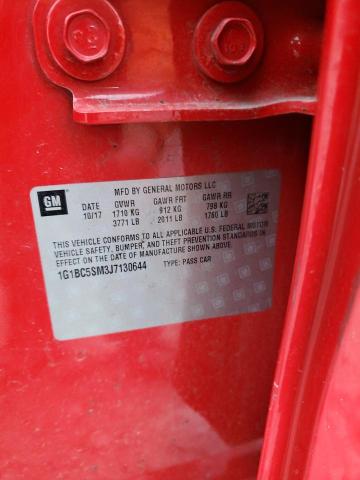 GM
MFD BY GENERAL MOTORS LLC
DATE GVWR GAWR FRT GAWR RR
10/17 1710 KG 912 KG 798 KG
3771 LB 2011 LB 1760 LB
THIS VEHICLE CONFORMS TO ALL APPLICABLE U.S. FEDERAL MOTOR
VEHICLE SAFETY, BUMPER, AND THEFT PREVENTION STANDARDS IN
EFFECT ON THE DATE OF MANUFACTURE SHOWN ABOVE.
1G1BC5SM3J7130644 TYPE: PASS CAR